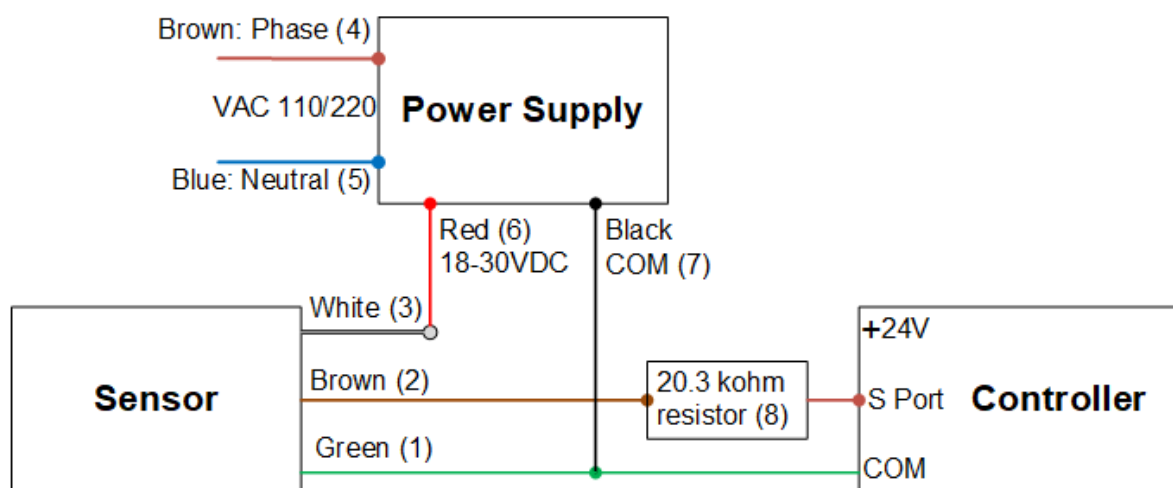 Brown: Phase (4)
VAC 110/220
Power Supply
Blue: Neutral (5)
Red (6)
18-30VDC
Black
COM (7)
White (3)
+24V
Sensor
Brown (2)
20.3 kohm
resistor (8)
S Port
Controller
Green (1)
COM